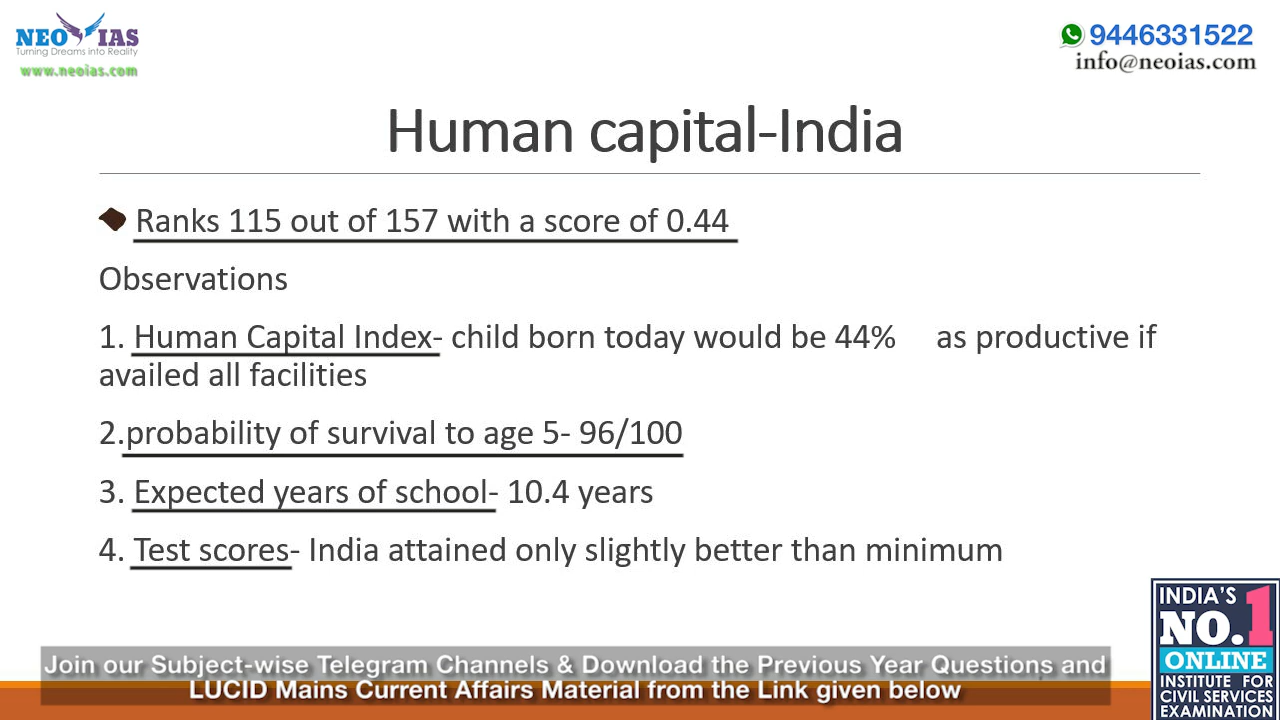 NEO IAS
Turning Dreams into Reality
www.neoias.com
9446331522
info@neoias.com
Human capital-India
Ranks 115 out of 157 with a score of 0.44
Observations
1. Human Capital Index- child born today would be 44% as productive if
availed all facilities
2.probability of survival to age 5- 96/100
3. Expected years of school- 10.4 years
4. Test scores- India attained only slightly better than minimum
INDIA'S
NO.1
ONLINE
INSTITUTE FOR
CIVIL SERVICES
EXAMINATION
Join our Subject-wise Telegram Channels & Download the Previous Year Questions and
LUCID Mains Current Affairs Material from the Link given below